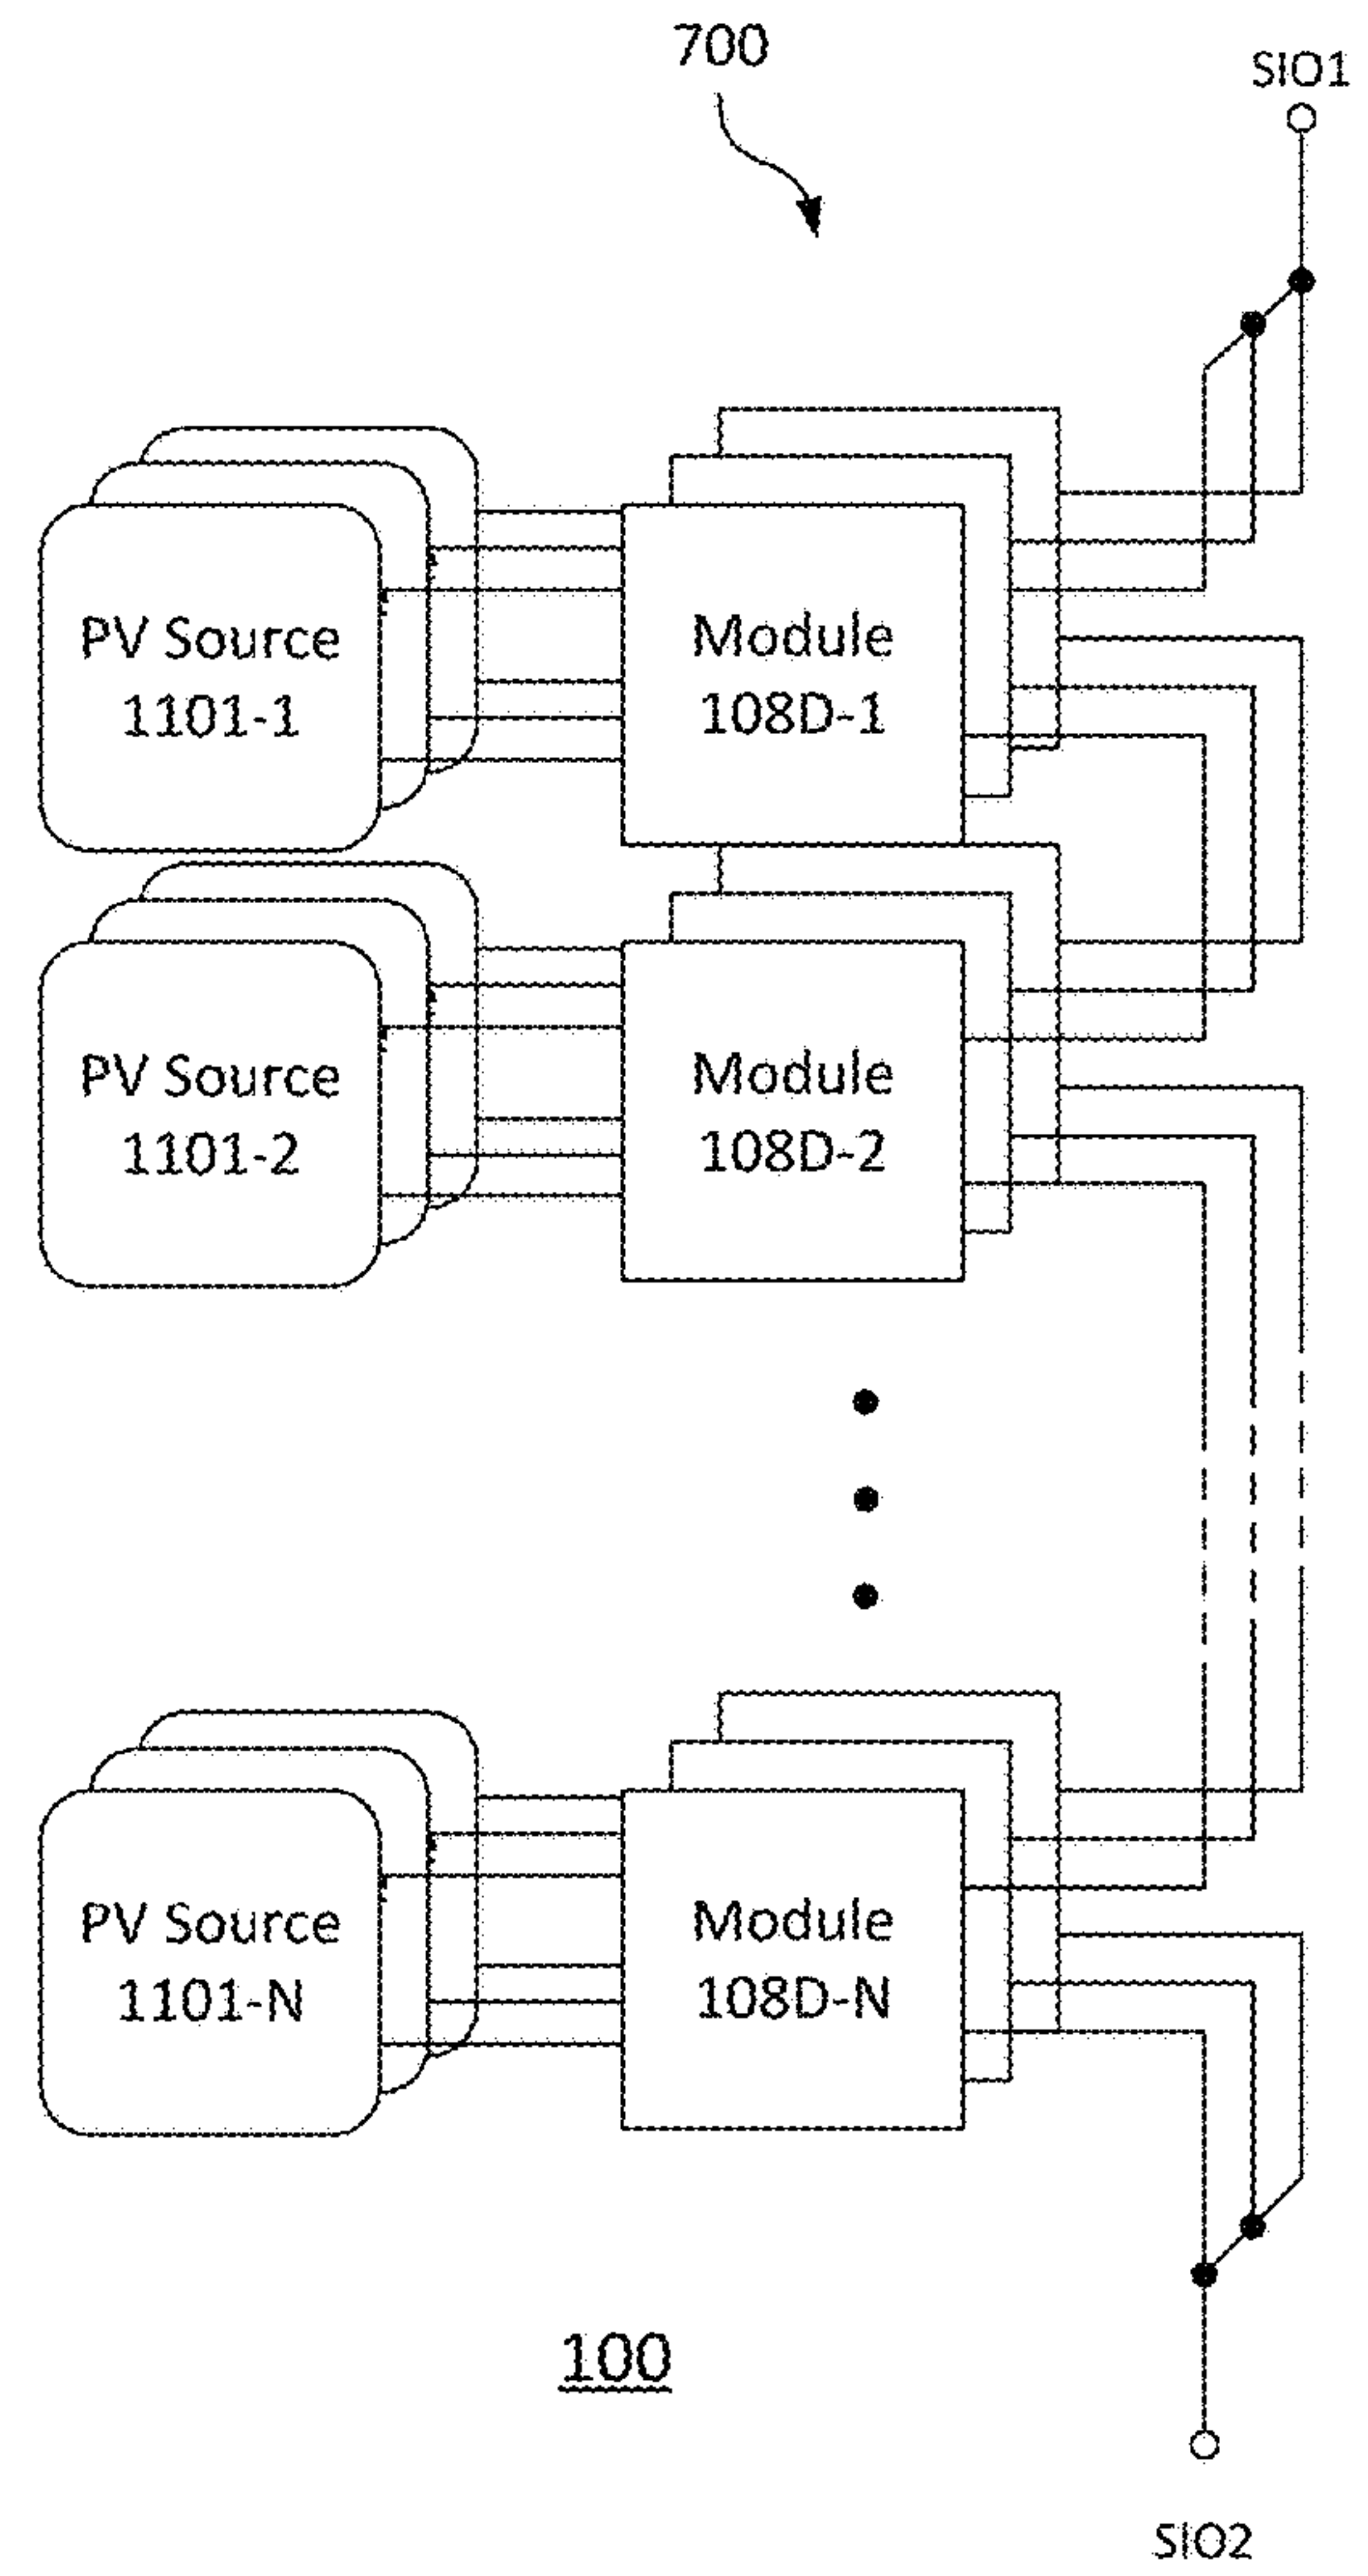 700
SIO1
PV Source
1101-1
Module
108D-1
PV Source
1101-2
Module
108D-2
PV Source
1101-N
Module
108D-N
100
SIO2